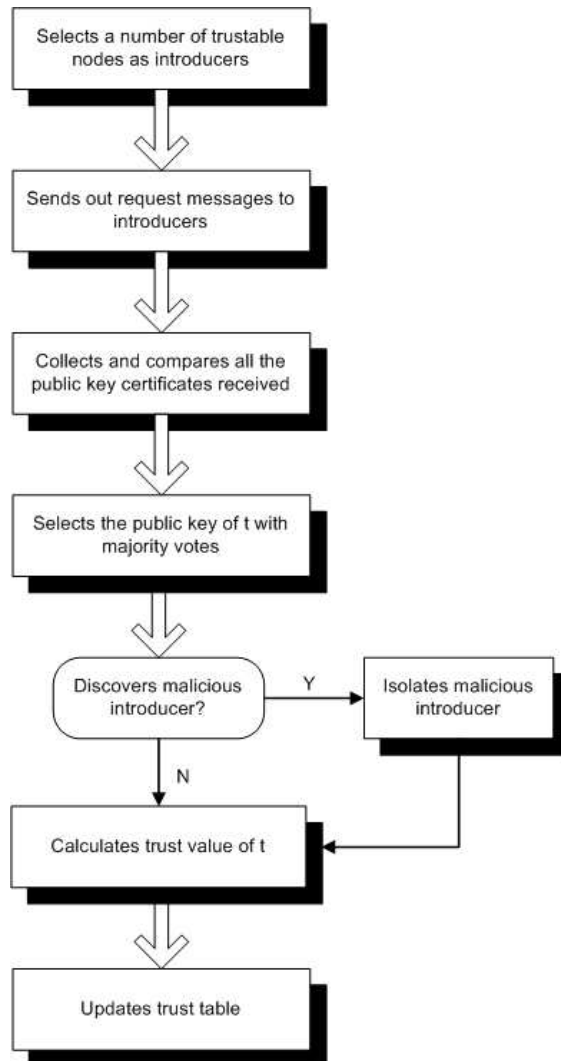 Selects a number of trustable
nodes as introducers
Sends out request messages to
introducers
Collects and compares all the
public key certificates received
Selects the public key of t with
majority votes
Discovers malicious
introducer?
Y
Isolates malicious
introducer
N
Calculates trust value of t
Updates trust table